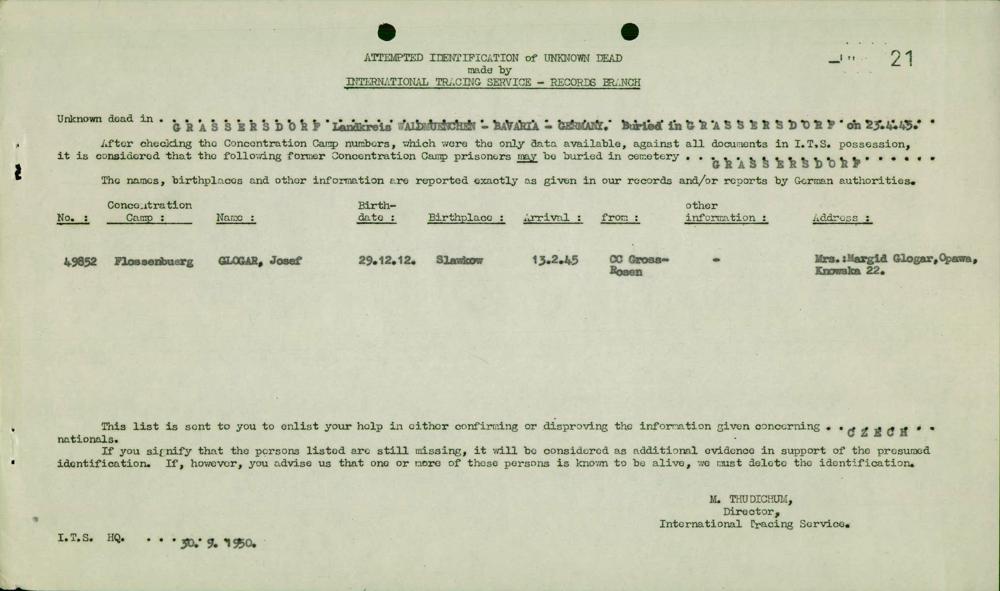 21
ATTEMPTED IDENTIFICATION of UNKNOWN DEAD
made by
INTERNATIONAL TRACING SERVICE - RECORDS BRANCH
Unknown dead in . GRASSERSDORF Landkreis WALDMUENCHEN - BAVARIA - GERMANY. Buried in GRASSERSDORF on 23.4.45.
After checking the Concentration Camp numbers, which were the only data available, against all documents in I.T.S. possession,
it is considered that the following former Concentration Camp prisoners may be buried in cemetery . . GRASSERSDORF . . . . .
The names, birthplaces and other information are reported exactly as given in our records and/or reports by German authorities.
No. : Concentration Camp : Name : Birth-date : Birthplace : Arrival : from : other information : Address :
49852 Flossenbuerg GLOGAR, Josef 29.12.12. Slawkow 13.2.45 CC Gross- - Mrs.:Margid Glogar,Opawa,
Rosen Knowska 22.
This list is sent to you to enlist your help in either confirming or disproving the information given concerning . . CZECH . .
nationals.
If you signify that the persons listed are still missing, it will be considered as additional evidence in support of the presumed
identification. If, however, you advise us that one or more of these persons is known to be alive, we must delete the identification.
M. THUDICHUM,
Director,
International Tracing Service.
I.T.S. HQ. . . . 30. 9. 1950.